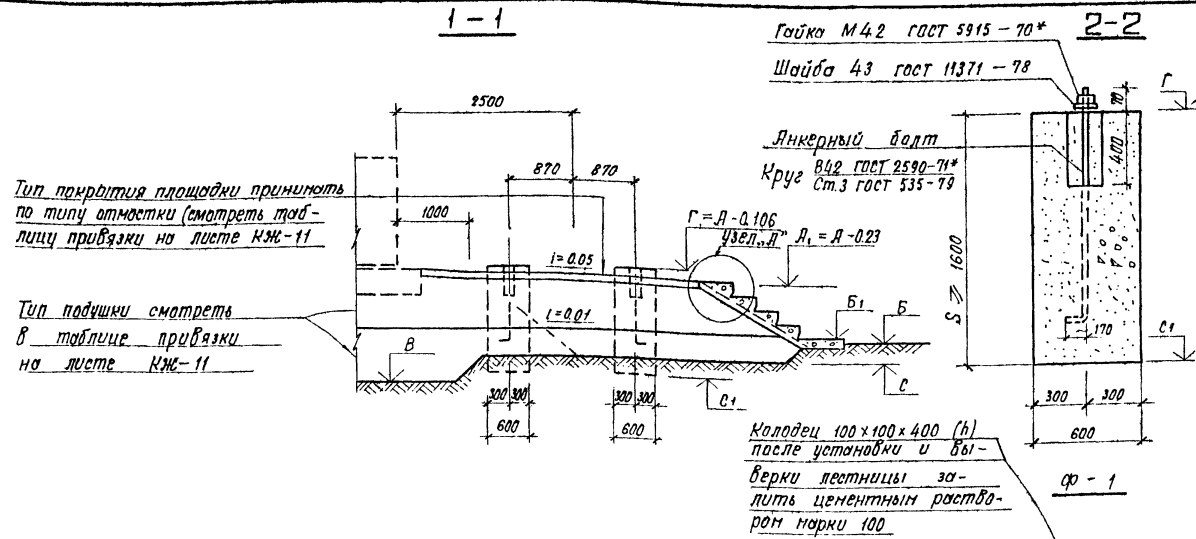 1-1
2500
870
870
1000
Тип покрытия площадки принимать
по типу отмостки (смотреть таб-
лицу привязки на листе КЖ-11
Тип подушки смотреть
в таблице привязки
на листе КЖ-11
i=0.05
i=0.01
Г=А-0.106
Узел „А"
А₁=А-0.23
Б₁
Б
В
С
С₁
300
300
600
300
300
600
2-2
Гайка М42 гост 5915-70*
Шайба 43 гост 11371-78
Анкерный болт
Круг В42 ГОСТ 2590-71*
Ст.3 гост 535-79
70
400
Г
S ⩾ 1600
170
С₁
300
300
600
Колодец 100×100×400 (h)
после установки и вы-
верки лестницы за-
лить цементным раство-
ром марки 100
Ф-1